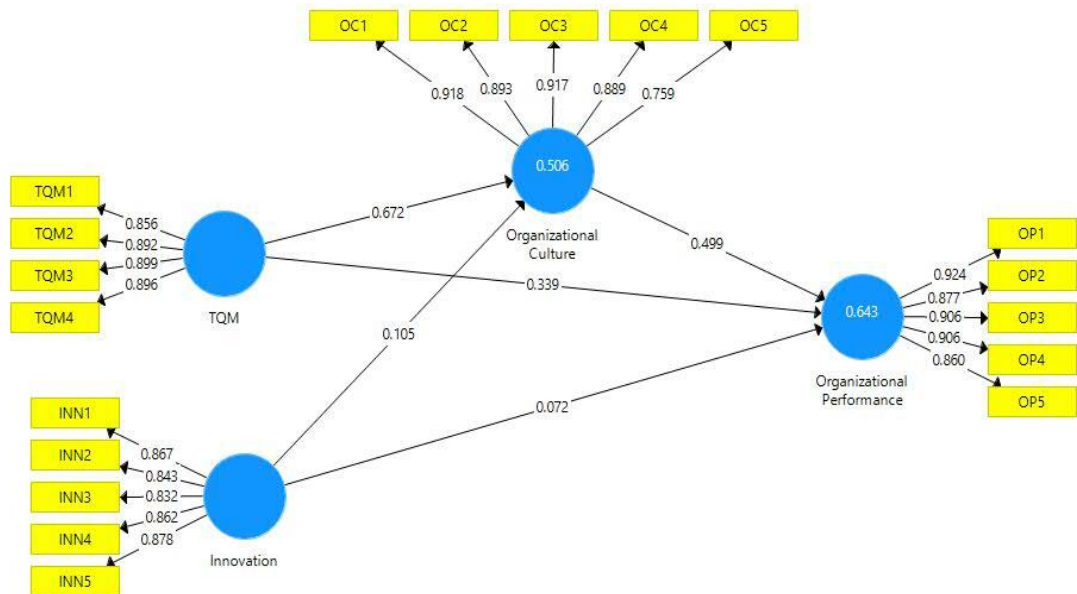 OC1
OC2
OC3
OC4
OC5
0.918
0.893
0.917
0.889
0.759
0.506
Organizational
Culture
TQM1
TQM2
TQM3
TQM4
0.856
0.892
0.899
0.896
TQM
0.672
0.339
0.105
0.499
0.072
0.643
Organizational
Performance
OP1
OP2
OP3
OP4
OP5
0.924
0.877
0.906
0.906
0.860
INN1
INN2
INN3
INN4
INN5
0.867
0.843
0.832
0.862
0.878
Innovation